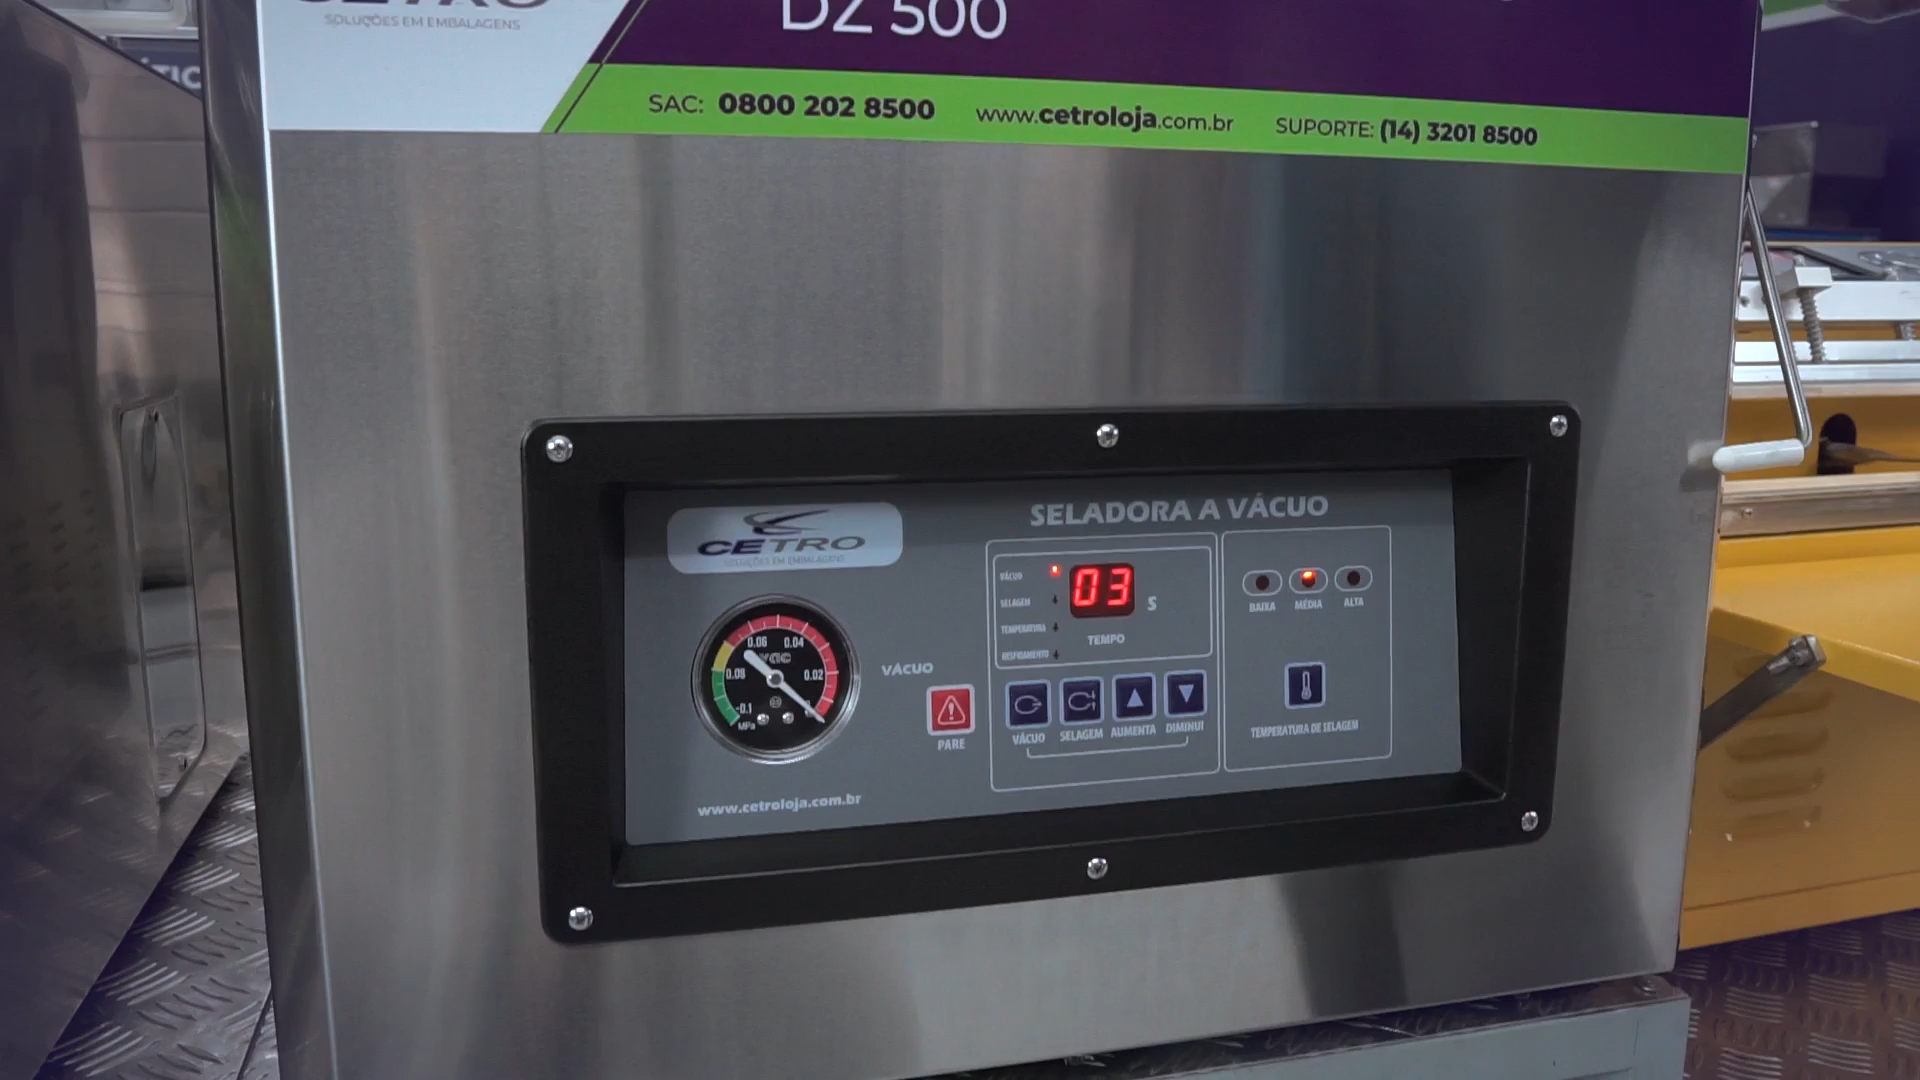 CETRO
SOLUÇÕES EM EMBALAGENS
DZ 500
SAC: 0800 202 8500 www.cetroloja.com.br SUPORTE: (14) 3201 8500
CETRO
SOLUÇÕES EM EMBALAGENS
SELADORA A VÁCUO
VÁCUO
SELAGEM
TEMPERATURA
RESFRIAMENTO
03 S
TEMPO
BAIXA MÉDIA ALTA
0.06 0.04
vac
0.08 0.02
-0.1
MPa
VÁCUO
PARE
VÁCUO SELAGEM AUMENTA DIMINUI
TEMPERATURA DE SELAGEM
www.cetroloja.com.br